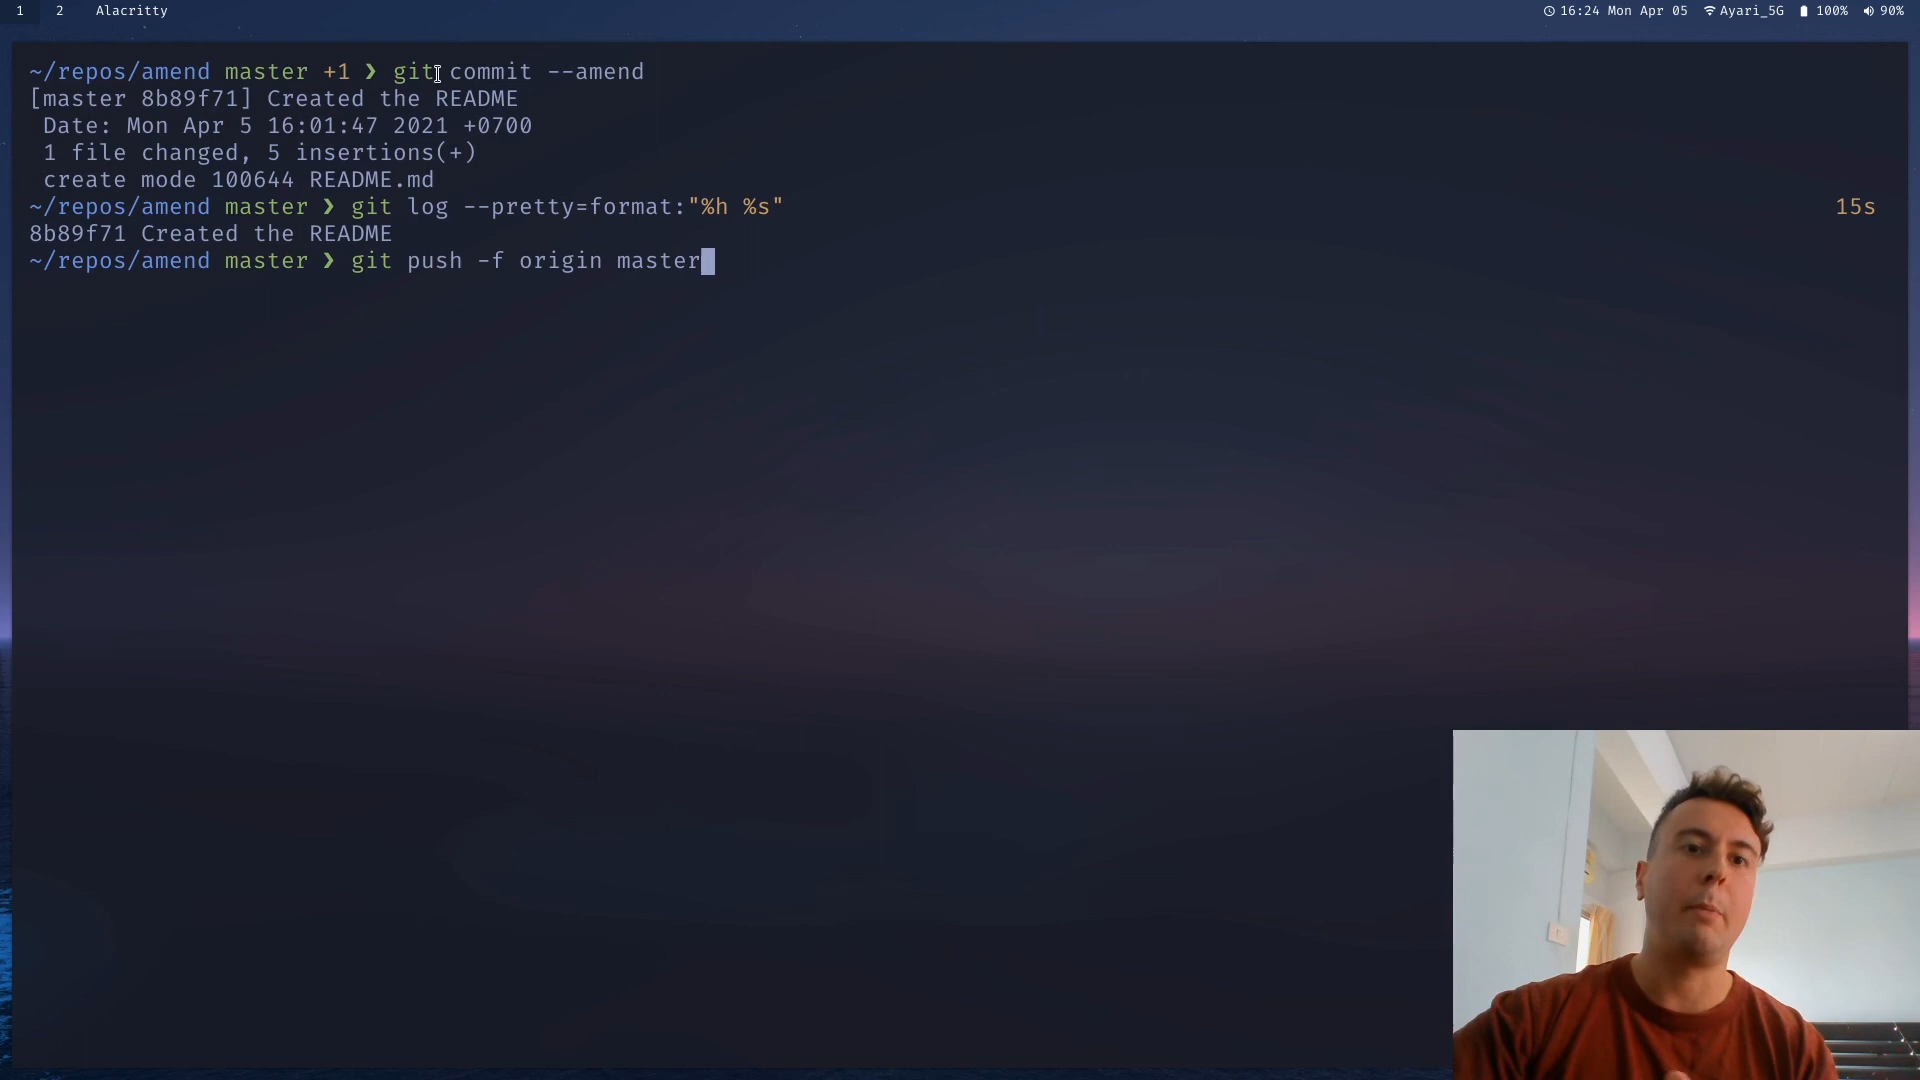 1 2 Alacritty 16:24 Mon Apr 05 Ayari_5G 100% 90%
~/repos/amend master +1 ❯ git commit --amend
[master 8b89f71] Created the README
Date: Mon Apr 5 16:01:47 2021 +0700
1 file changed, 5 insertions(+)
create mode 100644 README.md
~/repos/amend master ❯ git log --pretty=format:"%h %s" 15s
8b89f71 Created the README
~/repos/amend master ❯ git push -f origin master